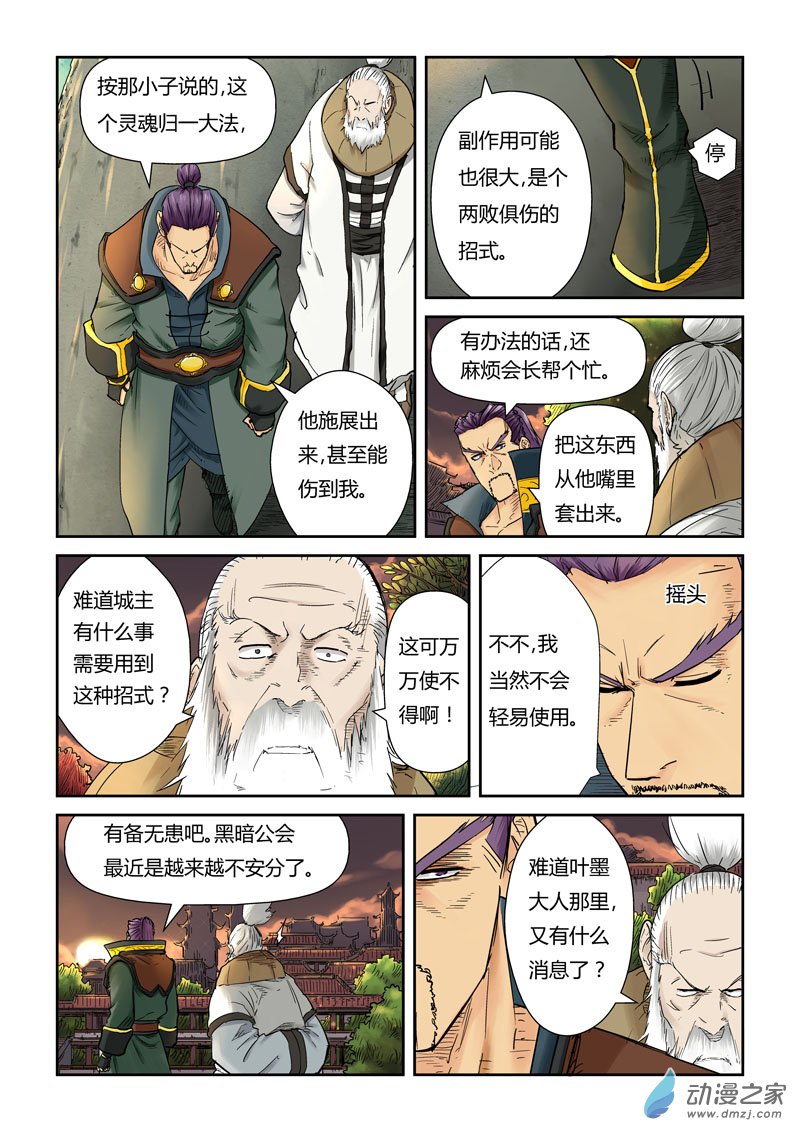 按那小子说的，这
个灵魂归一大法，
副作用可能
也很大，是个
两败俱伤的
招式。
停
他施展出
来，甚至能
伤到我。
有办法的话，还
麻烦会长帮个忙。
把这东西
从他嘴里
套出来。
难道城主
有什么事
需要用到
这种招式？
这可万
万使不
得啊！
摇头
不不，我
当然不会
轻易使用。
有备无患吧。黑暗公会
最近是越来越不安分了。
难道叶墨
大人那里，
又有什么
消息了？
动漫之家
www.dmzj.com